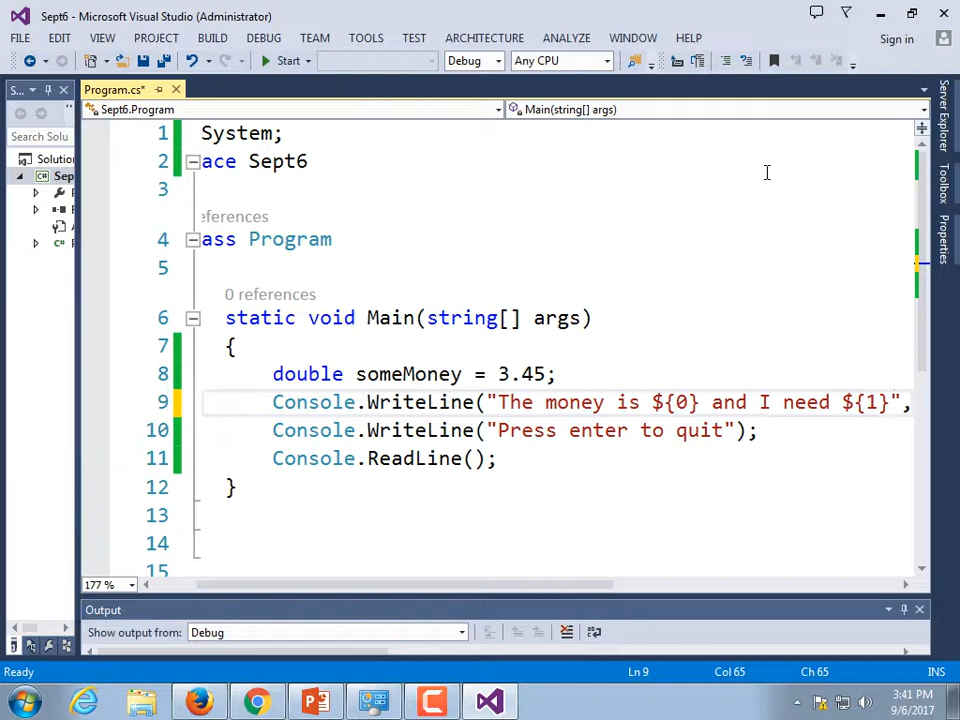 Sept6 - Microsoft Visual Studio (Administrator)
FILE EDIT VIEW PROJECT BUILD DEBUG TEAM TOOLS TEST ARCHITECTURE ANALYZE WINDOW HELP Sign in
Start Debug Any CPU
S... Program.cs*
Sept6.Program Main(string[] args)
Search Solu
Solution
Sep
F
Server Explorer
Toolbox
Properties
1 System;
2 ace Sept6
3
eferences
4 ass Program
5
0 references
6 static void Main(string[] args)
7 {
8 double someMoney = 3.45;
9 Console.WriteLine("The money is ${0} and I need ${1}",
10 Console.WriteLine("Press enter to quit");
11 Console.ReadLine();
12 }
13
14
15
177 %
Output
Show output from: Debug
Ready Ln 9 Col 65 Ch 65 INS
3:41 PM
9/6/2017